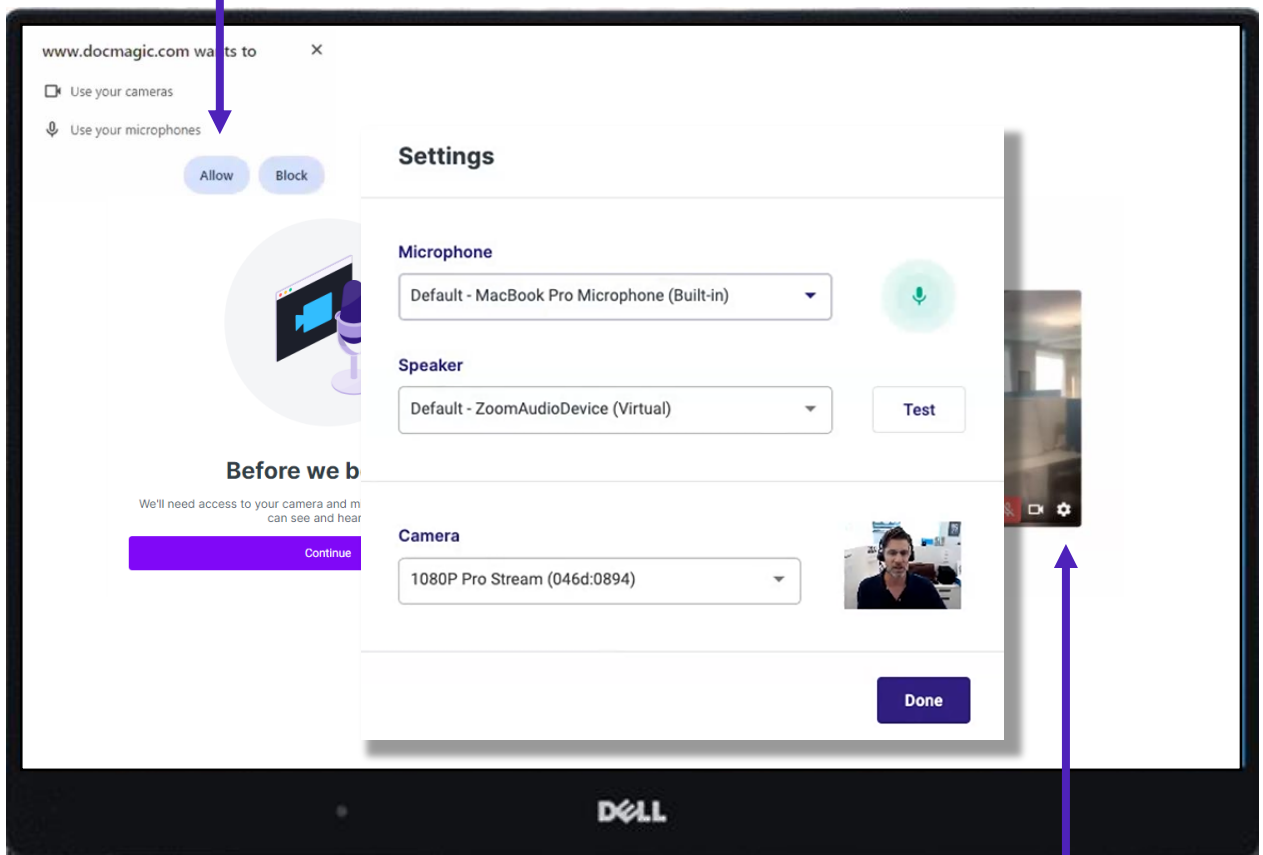 www.docmagic.com wants to
Use your cameras
Use your microphones
Allow
Block
Settings
Microphone
Default - MacBook Pro Microphone (Built-in)
Speaker
Default - ZoomAudioDevice (Virtual)
Test
Before we b
We'll need access to your camera and m
can see and hear
Continue
Camera
1080P Pro Stream (046d:0894)
Done
DELL